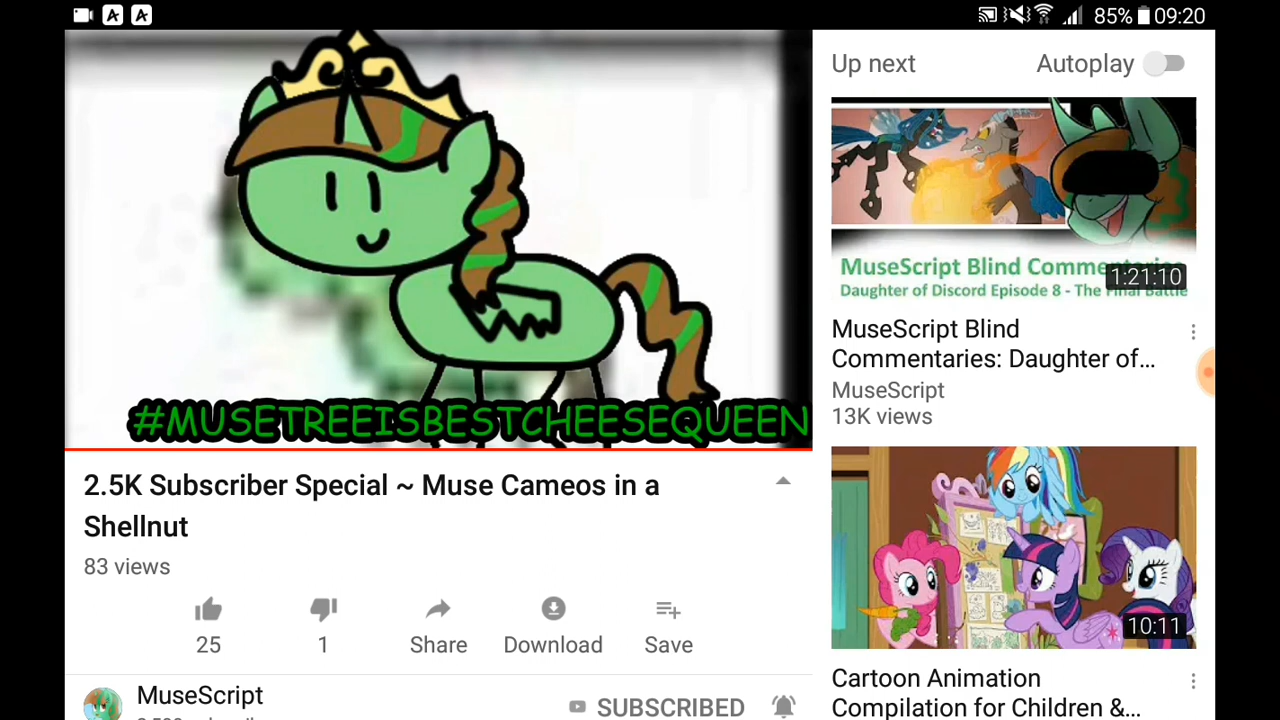 85% 09:20
#MUSETREEISBESTCHEESEQUEEN
2.5K Subscriber Special ~ Muse Cameos in a
Shellnut
83 views
25
1
Share
Download
Save
MuseScript
SUBSCRIBED
Up next
Autoplay
MuseScript Blind Commentaries
Daughter of Discord Episode 8 - The Final Battle
1:21:10
MuseScript Blind
Commentaries: Daughter of...
MuseScript
13K views
10:11
Cartoon Animation
Compilation for Children &...